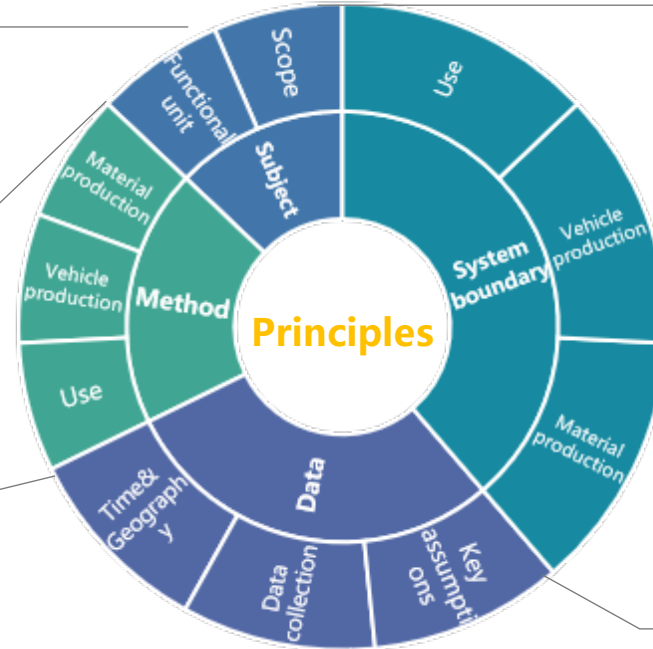 Principles
Subject
Functional
unit
Scope
System
boundary
Use
Vehicle
production
Material
production
Data
Key
assumpti
ons
Data
collection
Time&
Geograph
y
Method
Use
Vehicle
production
Material
production